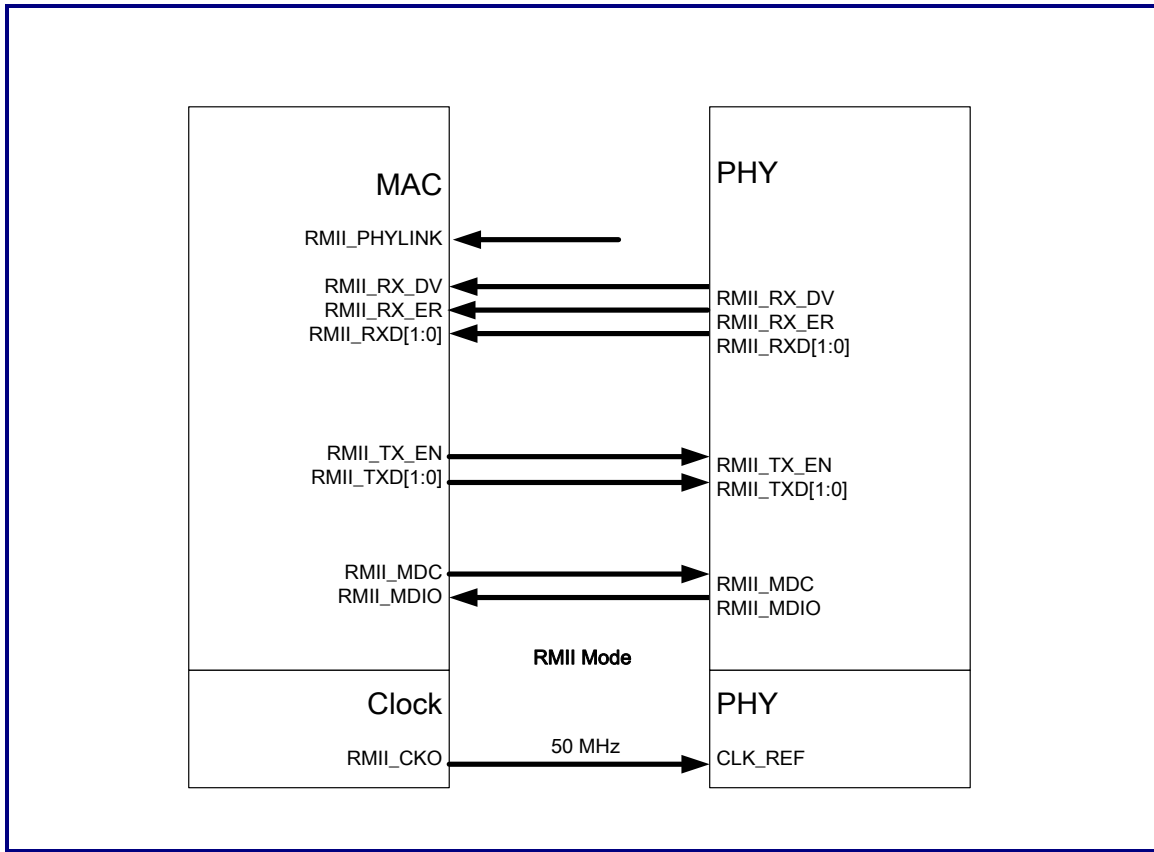 MAC
PHY
RMII_PHYLINK
RMII_RX_DV
RMII_RX_ER
RMII_RXD[1:0]
RMII_RX_DV
RMII_RX_ER
RMII_RXD[1:0]
RMII_TX_EN
RMII_TXD[1:0]
RMII_TX_EN
RMII_TXD[1:0]
RMII_MDC
RMII_MDIO
RMII_MDC
RMII_MDIO
RMII Mode
Clock
PHY
RMII_CKO
50 MHz
CLK_REF